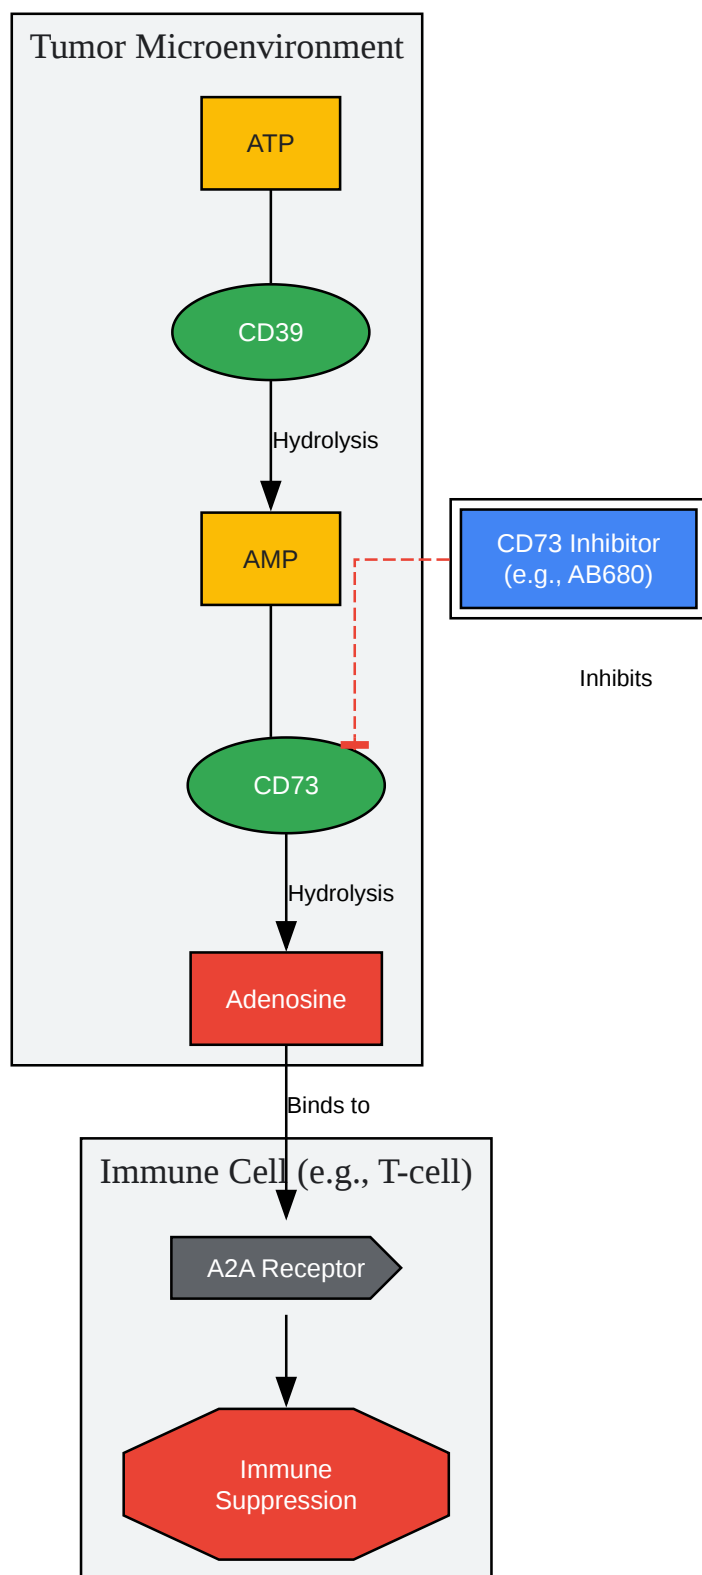 Tumor Microenvironment
ATP
CD39
Hydrolysis
AMP
CD73 Inhibitor
(e.g., AB680)
Inhibits
CD73
Hydrolysis
Adenosine
Binds to
Immune Cell (e.g., T-cell)
A2A Receptor
Immune
Suppression